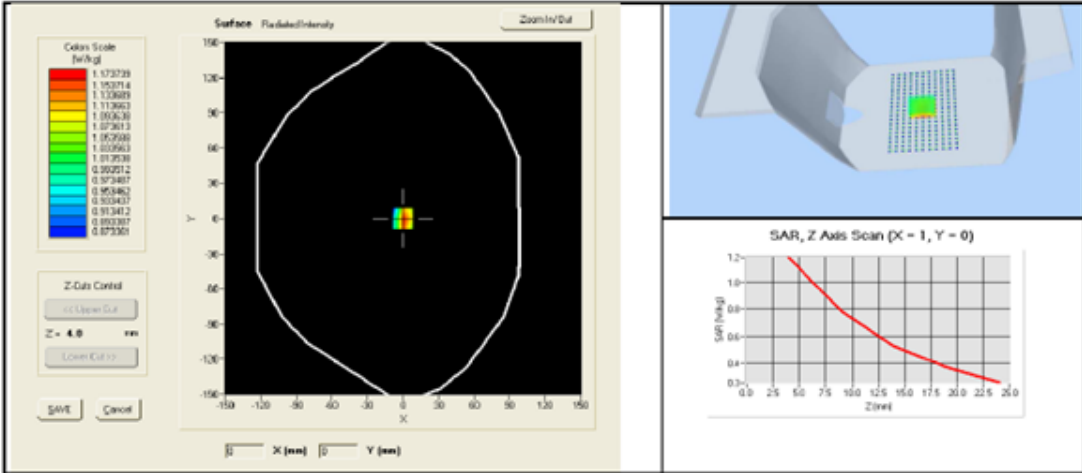 Surface Radiated Intensity
Zoom In/Out
Colors Scale
(W/kg)
1.173739
1.153714
1.133689
1.113663
1.093638
1.073613
1.053588
1.033563
1.013538
0.993512
0.973487
0.953462
0.933437
0.913412
0.893387
0.873361
Z-Cuts Control
<< Upper Cut
Z = 4.0 mm
Lower Cut >>
SAVE Cancel
150
120
90
60
30
0
-30
-60
-90
-120
-150
Y
-150 -120 -90 -60 -30 0 30 60 90 120 150
X
0 X (mm) 0 Y (mm)
SAR, Z Axis Scan (X = 1, Y = 0)
SAR (W/kg)
1.2
1.0
0.8
0.6
0.4
0.3
0.0 2.5 5.0 7.5 10.0 12.5 15.0 17.5 20.0 22.5 25.0
Z (mm)